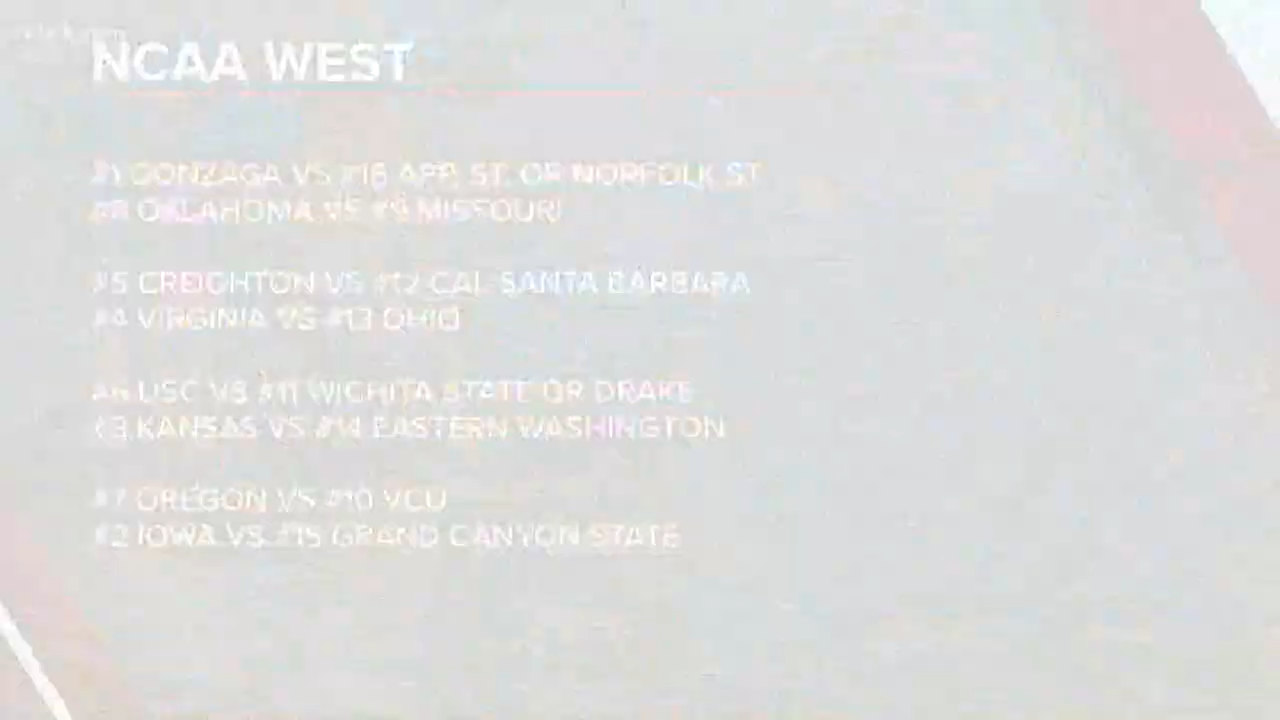 NCAA WEST
#1 GONZAGA VS #16 APP. ST. OR NORFOLK ST
#8 OKLAHOMA VS #9 MISSOURI
#5 CREIGHTON VS #12 CAL SANTA BARBARA
#4 VIRGINIA VS #13 OHIO
#6 USC VS #11 WICHITA STATE OR DRAKE
#3 KANSAS VS #14 EASTERN WASHINGTON
#7 OREGON VS #10 VCU
#2 IOWA VS #15 GRAND CANYON STATE